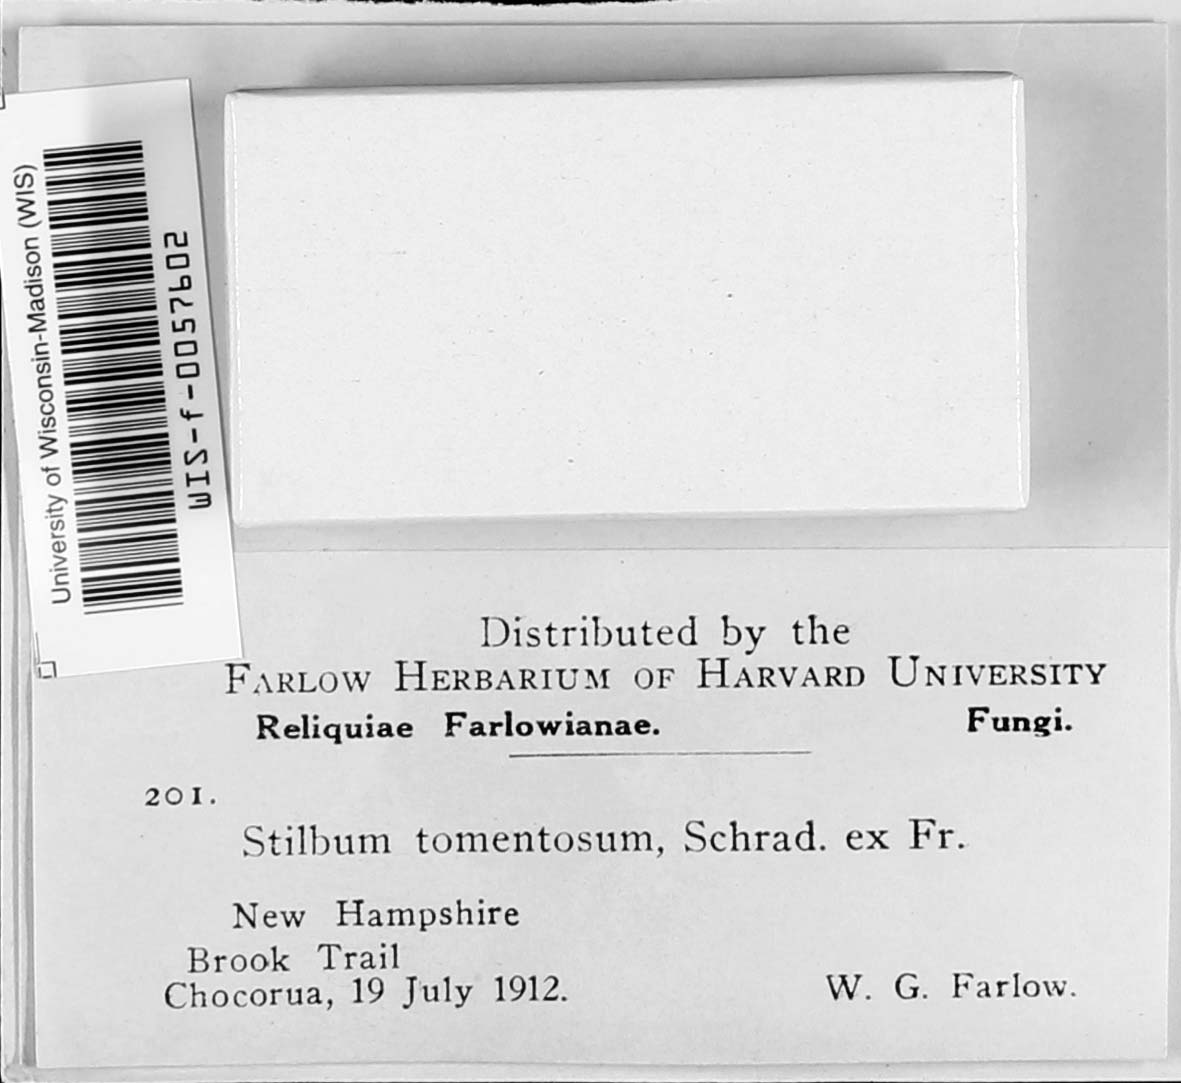 University of Wisconsin-Madison (WIS)
WIS-f-0057602
Distributed by the
FARLOW HERBARIUM OF HARVARD UNIVERSITY
Reliquiae Farlowianae. Fungi.
201.
Stilbum tomentosum, Schrad. ex Fr.
New Hampshire
Brook Trail
Chocorua, 19 July 1912. W. G. Farlow.